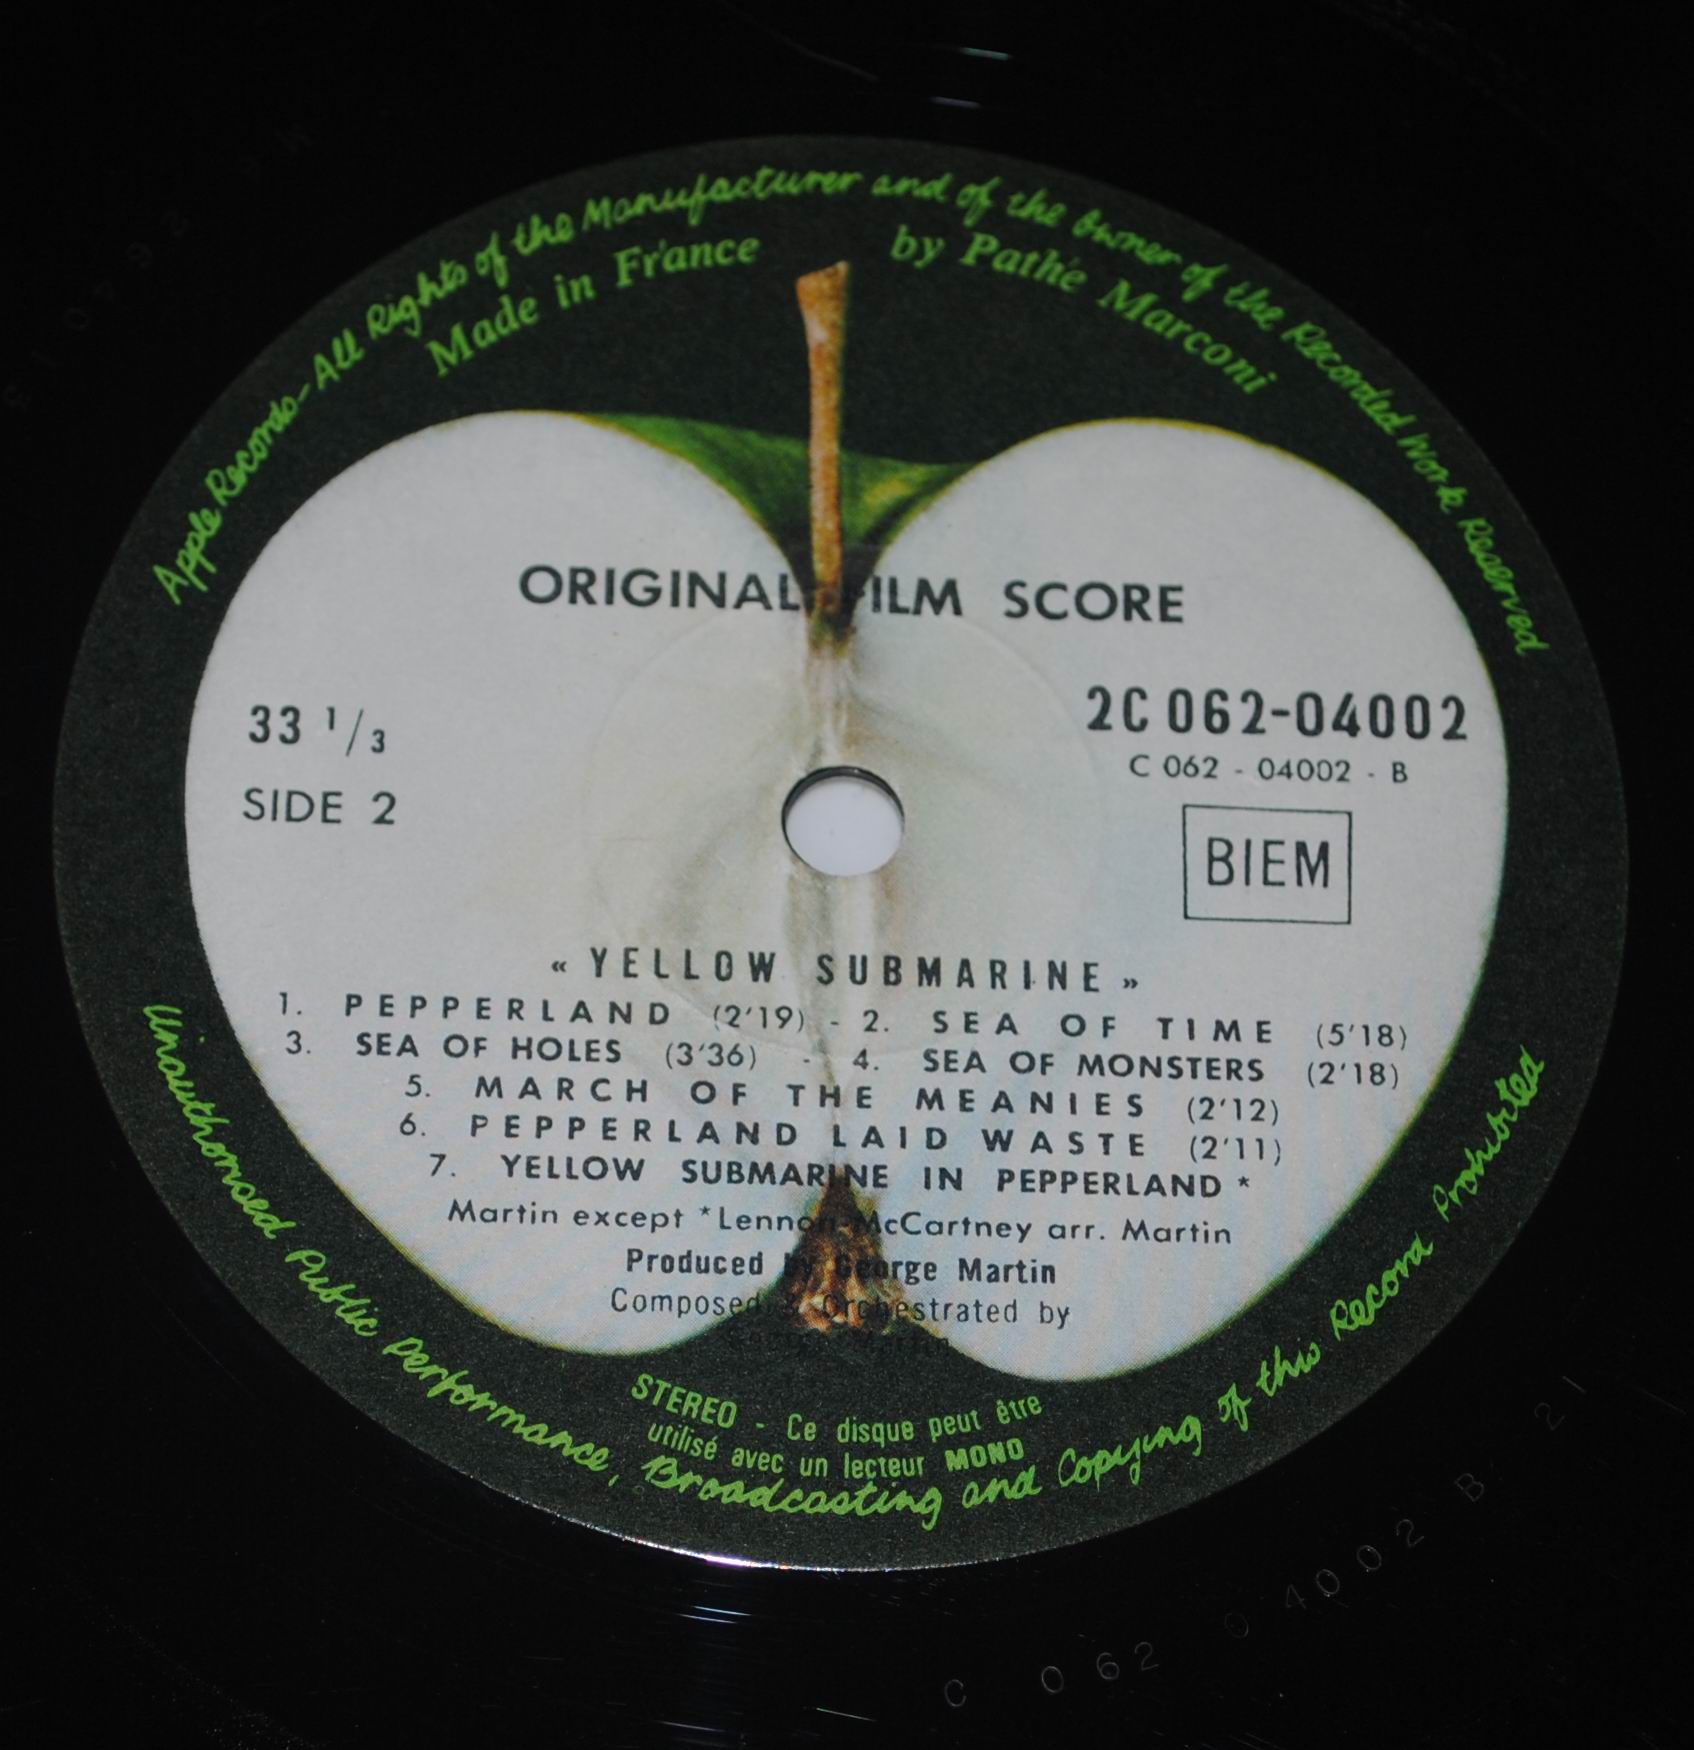 Apple Records - All Rights of the Manufacturer and of the Owner of the Recorded Work Reserved
Made in France by Pathé Marconi
ORIGINAL FILM SCORE
33 1/3
SIDE 2
2C 062-04002
C 062 - 04002 - B
BIEM
« YELLOW SUBMARINE »
1. PEPPERLAND (2'19) - 2. SEA OF TIME (5'18)
3. SEA OF HOLES (3'36) - 4. SEA OF MONSTERS (2'18)
5. MARCH OF THE MEANIES (2'12)
6. PEPPERLAND LAID WASTE (2'11)
7. YELLOW SUBMARINE IN PEPPERLAND *
Martin except *Lennon-McCartney arr. Martin
Produced by George Martin
Composed & Orchestrated by
George Martin
STEREO - Ce disque peut être
utilisé avec un lecteur MONO
Unauthorised Public Performance, Broadcasting and Copying of this Record Prohibited
C 062 04002 B 21